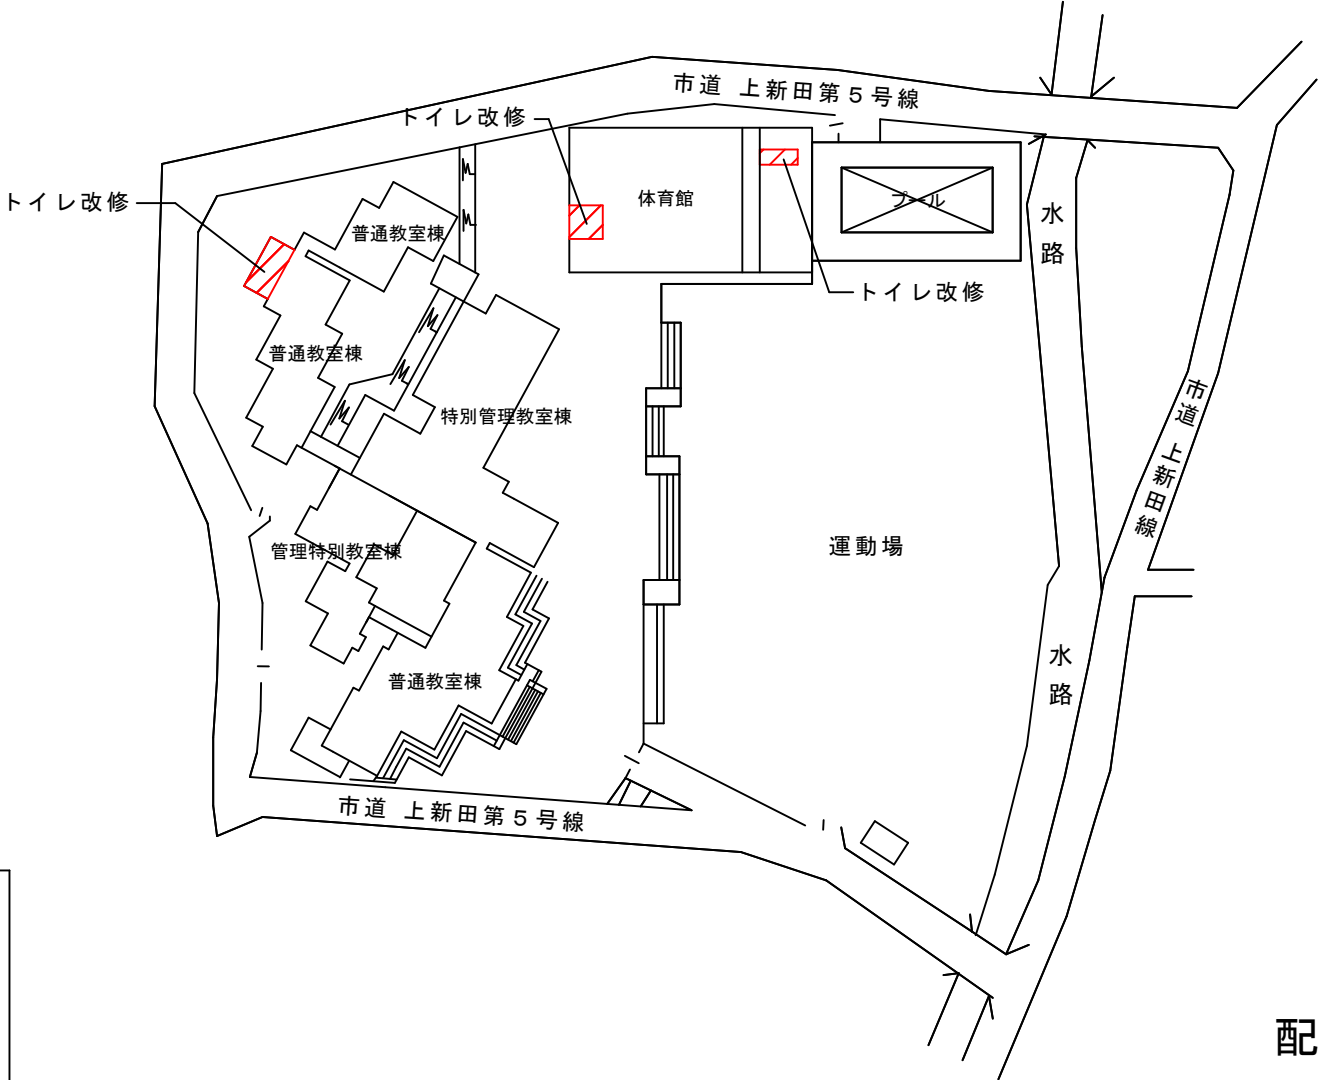 市道 上新田第５号線
トイレ改修
トイレ改修
体育館
プール
水路
普通教室棟
トイレ改修
普通教室棟
特別管理教室棟
市道 上新田線
管理特別教室棟
運動場
水路
普通教室棟
市道 上新田第５号線
配